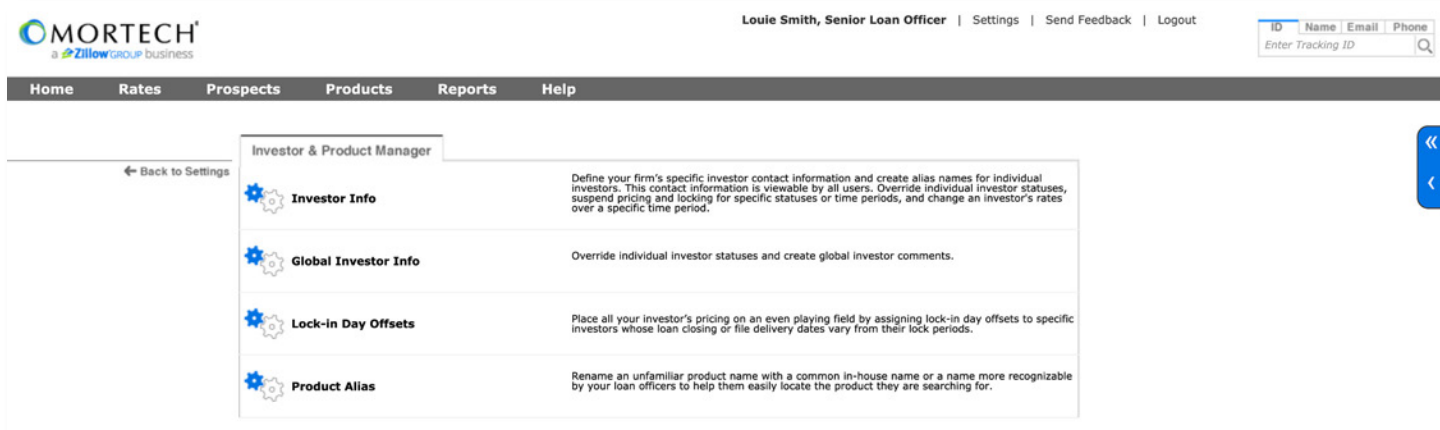 MORTECH®
a Zillow GROUP business
Louie Smith, Senior Loan Officer | Settings | Send Feedback | Logout
ID Name Email Phone
Enter Tracking ID
Home Rates Prospects Products Reports Help
Investor & Product Manager
← Back to Settings
Investor Info
Define your firm's specific investor contact information and create alias names for individual
investors. This contact information is viewable by all users. Override individual investor statuses,
suspend pricing and locking for specific statuses or time periods, and change an investor's rates
over a specific time period.
Global Investor Info
Override individual investor statuses and create global investor comments.
Lock-in Day Offsets
Place all your investor's pricing on an even playing field by assigning lock-in day offsets to specific
investors whose loan closing or file delivery dates vary from their lock periods.
Product Alias
Rename an unfamiliar product name with a common in-house name or a name more recognizable
by your loan officers to help them easily locate the product they are searching for.